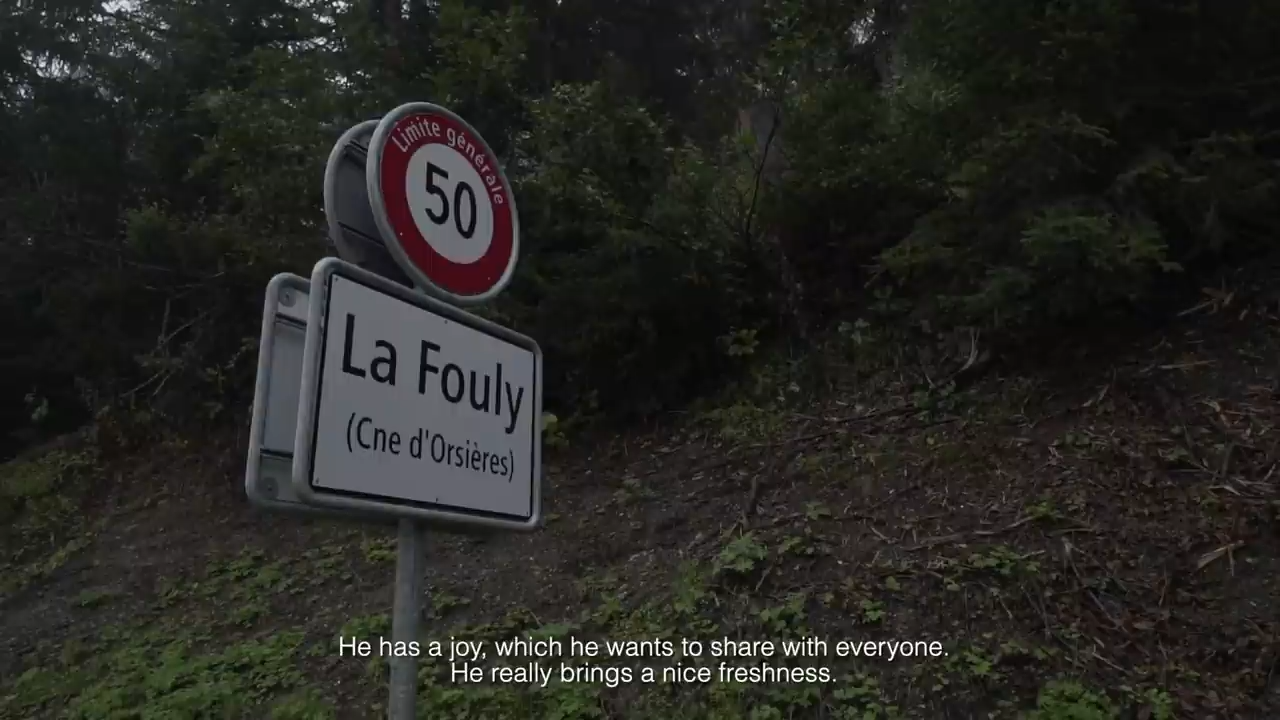 Limite générale
50
La Fouly
(Cne d'Orsières)
He has a joy, which he wants to share with everyone.
He really brings a nice freshness.